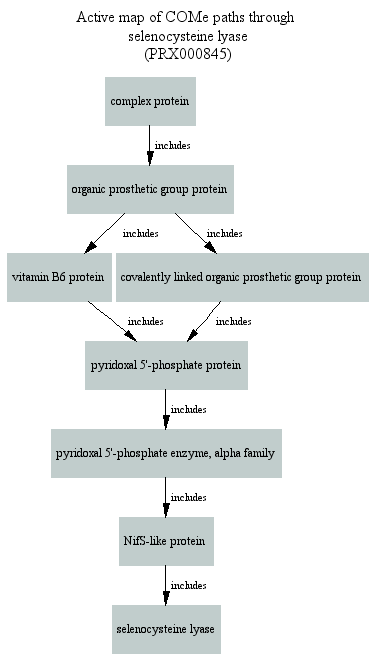 Active map of COMe paths through
selenocysteine lyase
(PRX000845)
complex protein
includes
organic prosthetic group protein
includes
includes
vitamin B6 protein
covalently linked organic prosthetic group protein
includes
includes
pyridoxal 5'-phosphate protein
includes
pyridoxal 5'-phosphate enzyme, alpha family
includes
NifS-like protein
includes
selenocysteine lyase